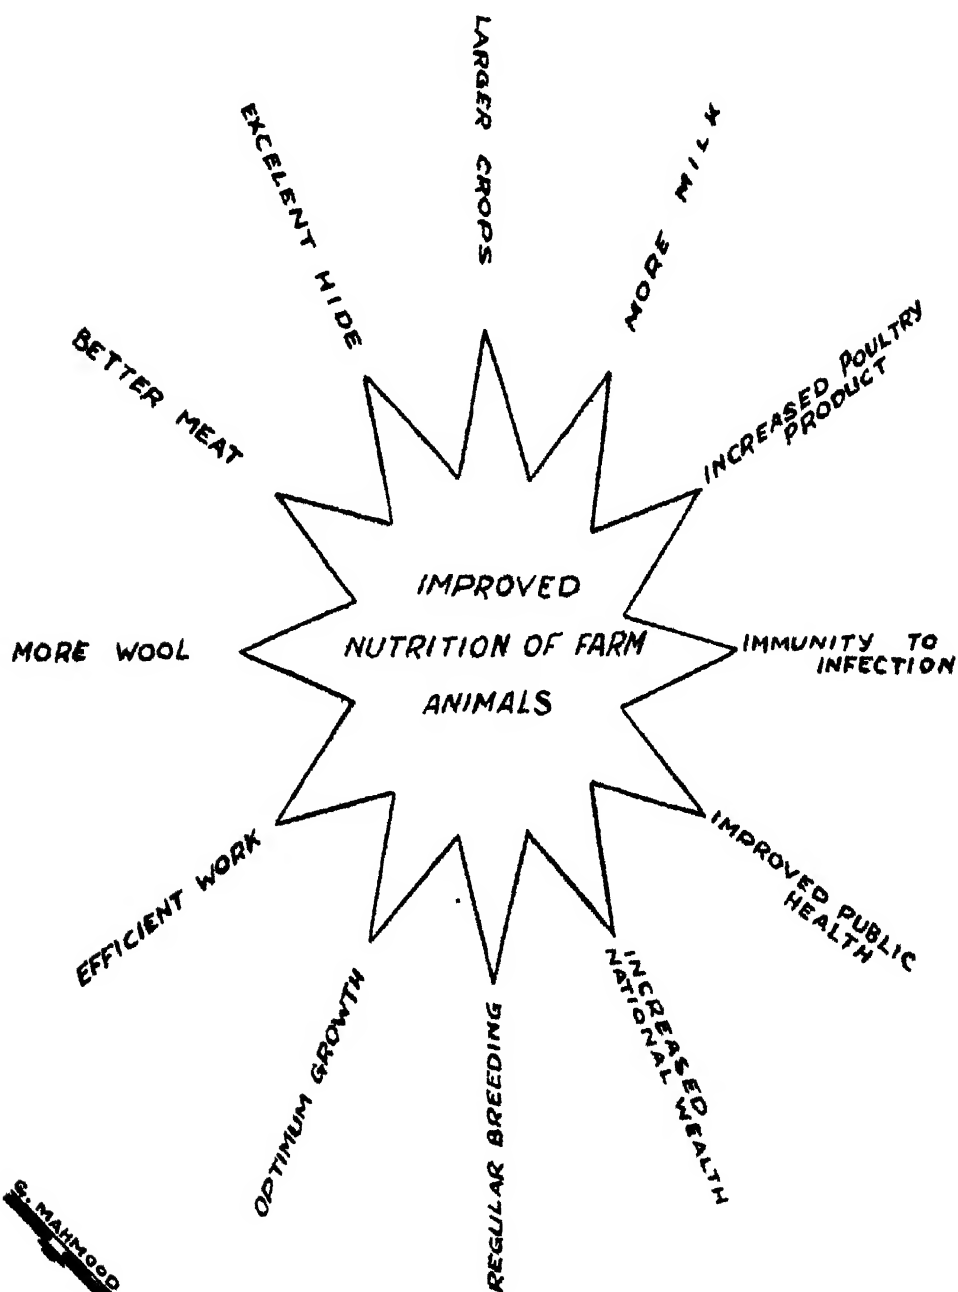 LARGER CROPS
MORE MILK
INCREASED POULTRY
PRODUCT
IMMUNITY TO
INFECTION
IMPROVED PUBLIC
HEALTH
INCREASED
NATIONAL WEALTH
REGULAR BREEDING
OPTIMUM GROWTH
EFFICIENT WORK
MORE WOOL
BETTER MEAT
EXCELENT HIDE
IMPROVED
NUTRITION OF FARM
ANIMALS
G. MAHMOOD